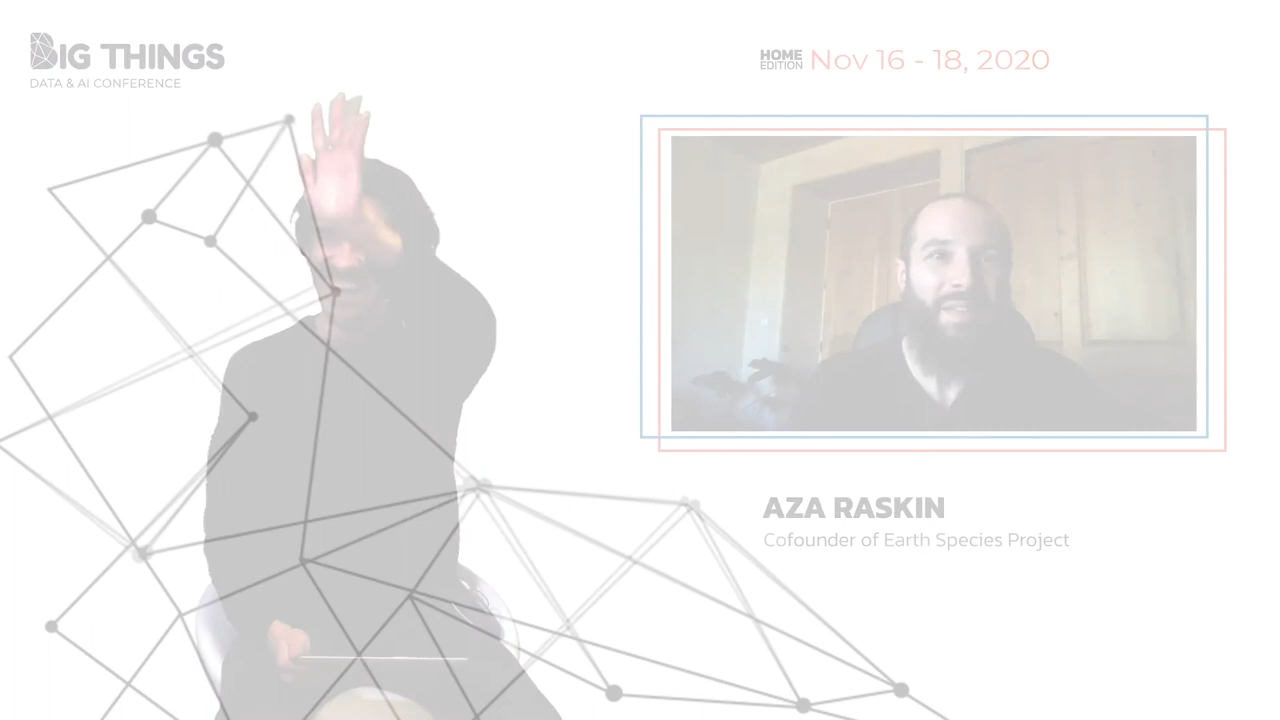 BIG THINGS
DATA & AI CONFERENCE
HOME
EDITION
Nov 16 - 18, 2020
AZA RASKIN
Cofounder of Earth Species Project